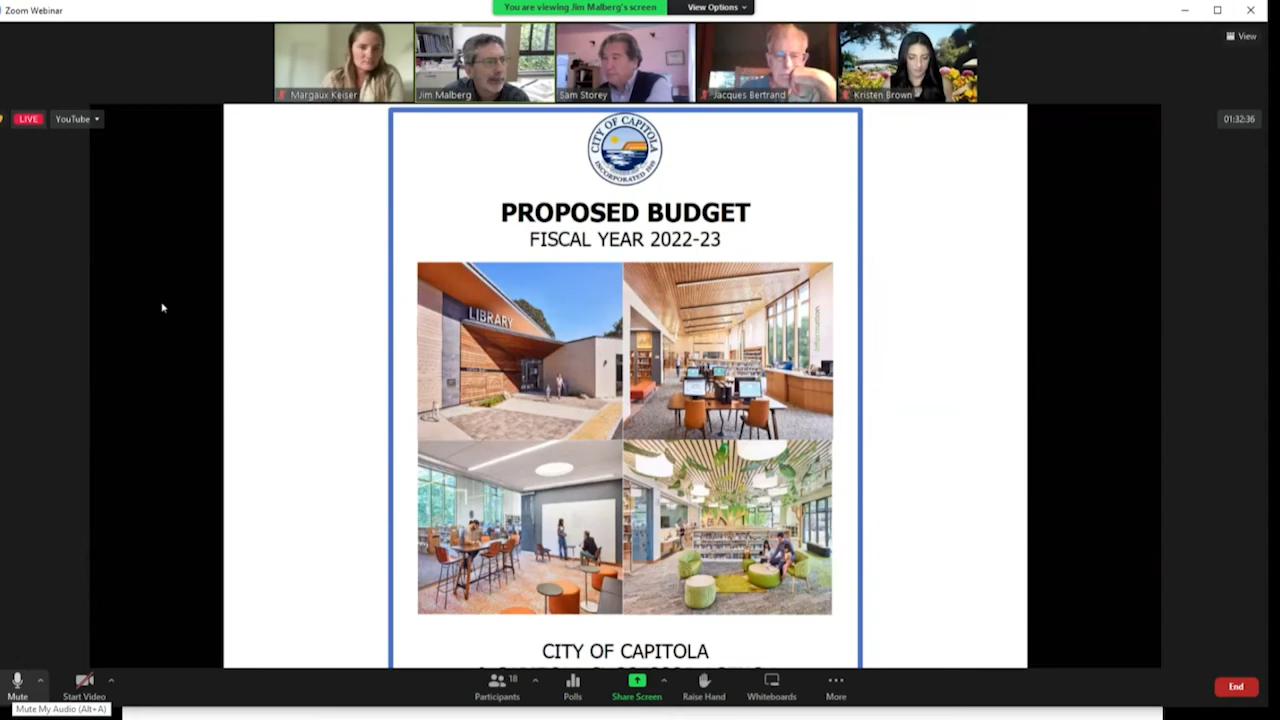 Zoom Webinar
You are viewing Jim Malberg's screen
View Options
View
Margaux Keiser
Jim Malberg
Sam Storey
Jacques Bertrand
Kristen Brown
LIVE
YouTube
01:32:36
CITY OF CAPITOLA
INCORPORATED 1949
PROPOSED BUDGET
FISCAL YEAR 2022-23
LIBRARY
information
CITY OF CAPITOLA
Mute
Start Video
Participants
18
Polls
Share Screen
Raise Hand
Whiteboards
More
End
Mute My Audio (Alt+A)